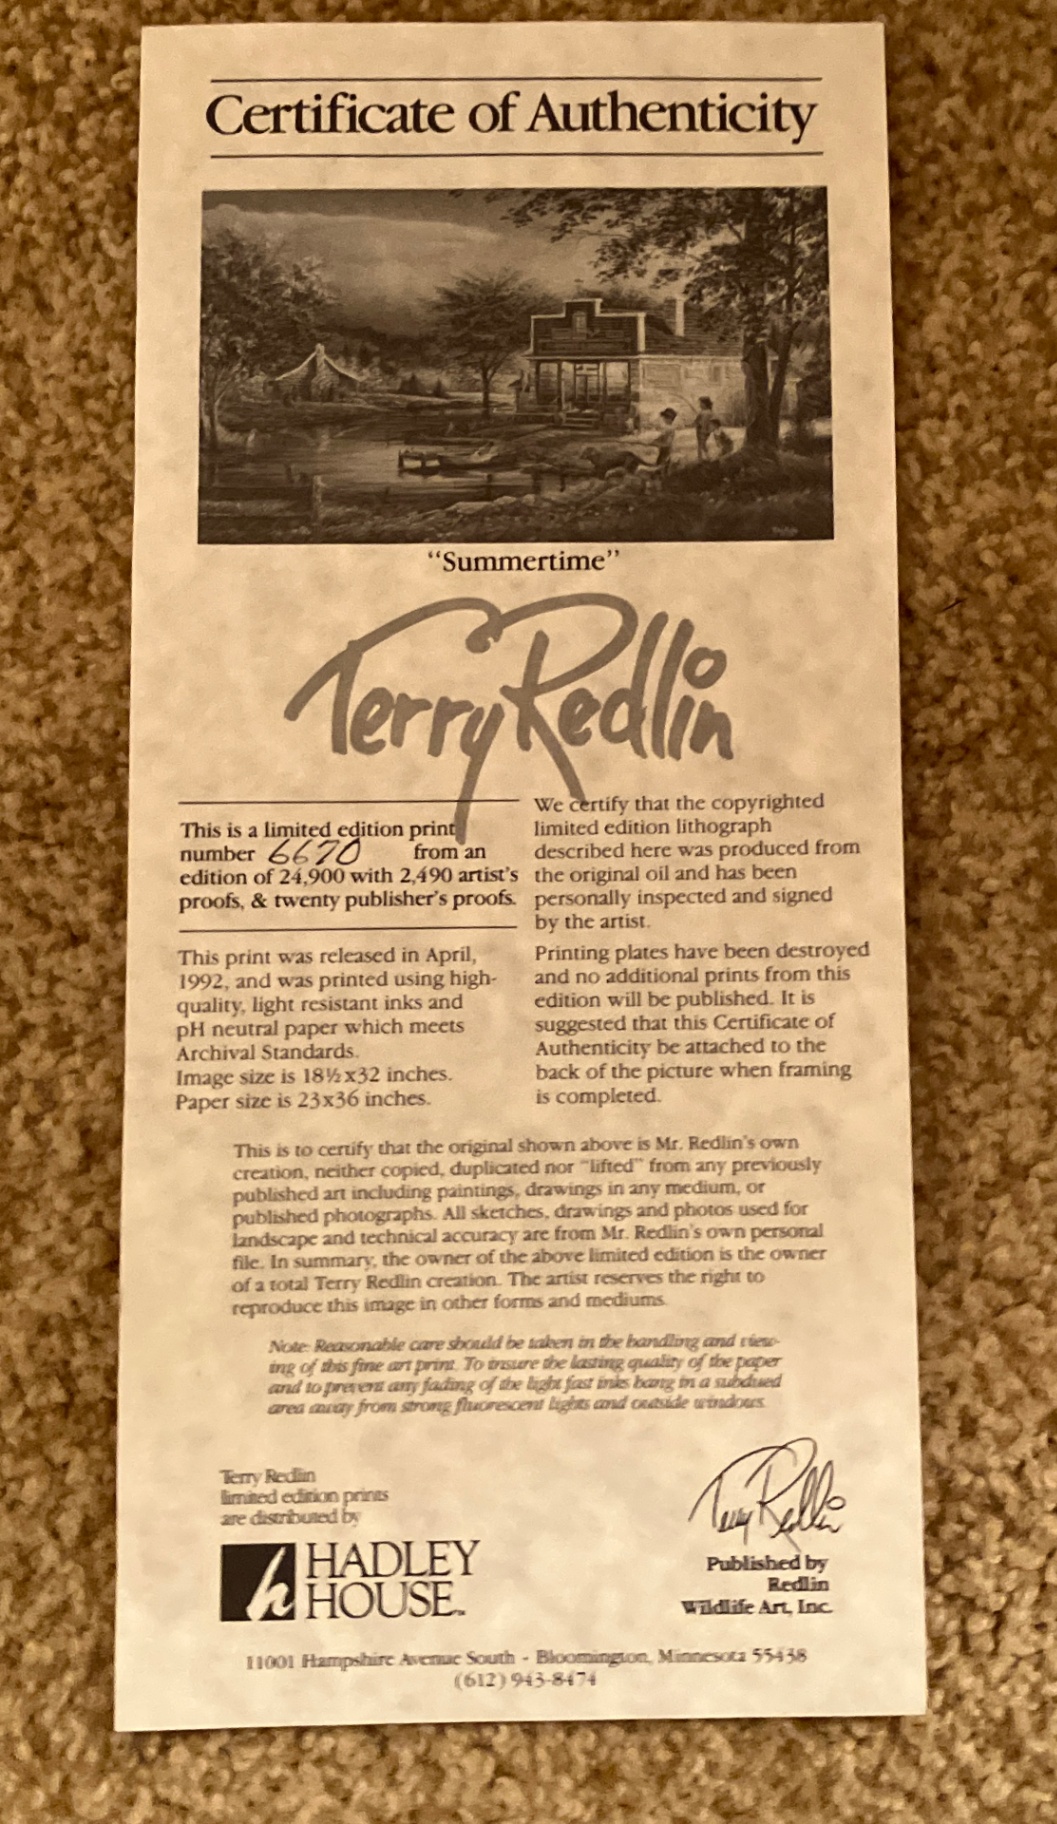 Certificate of Authenticity
"Summertime"
Terry Redlin
This is a limited edition print
number 6670 from an
edition of 24,900 with 2,490 artist's
proofs, & twenty publisher's proofs.
This print was released in April,
1992, and was printed using high-
quality, light resistant inks and
pH neutral paper which meets
Archival Standards.
Image size is 18½x32 inches.
Paper size is 23x36 inches.
We certify that the copyrighted
limited edition lithograph
described here was produced from
the original oil and has been
personally inspected and signed
by the artist.
Printing plates have been destroyed
and no additional prints from this
edition will be published. It is
suggested that this Certificate of
Authenticity be attached to the
back of the picture when framing
is completed.
This is to certify that the original shown above is Mr. Redlin's own
creation, neither copied, duplicated nor "lifted" from any previously
published art including paintings, drawings in any medium, or
published photographs. All sketches, drawings and photos used for
landscape and technical accuracy are from Mr. Redlin's own personal
file. In summary, the owner of the above limited edition is the owner
of a total Terry Redlin creation. The artist reserves the right to
reproduce this image in other forms and mediums.
Note: Reasonable care should be taken in the handling and view-
ing of this fine art print. To insure the lasting quality of the paper
and to prevent any fading of the light fast inks hang in a subdued
area away from strong fluorescent lights and outside windows.
Terry Redlin
limited edition prints
are distributed by
h HADLEY
HOUSE™
Terry Redlin
Published by
Redlin
Wildlife Art, Inc.
11001 Hampshire Avenue South - Bloomington, Minnesota 55438
(612) 943-8474